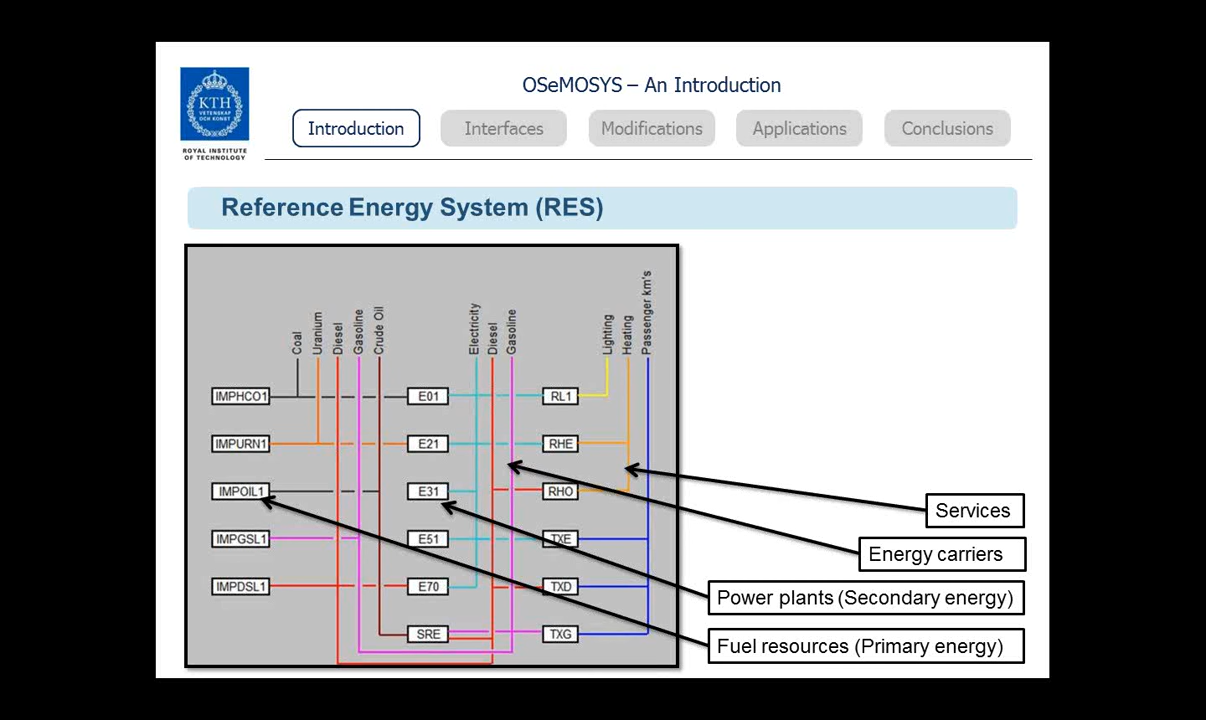 OSeMOSYS – An Introduction
KTH
VETENSKAP
OCH KONST
ROYAL INSTITUTE
OF TECHNOLOGY
Introduction
Interfaces
Modifications
Applications
Conclusions
Reference Energy System (RES)
Coal
Uranium
Diesel
Gasoline
Crude Oil
Electricity
Diesel
Gasoline
Lighting
Heating
Passenger km's
IMPHCO1
E01
RL1
IMPURN1
E21
RHE
IMPOIL1
E31
RHO
IMPGSL1
E51
TXE
IMPDSL1
E70
TXD
SRE
TXG
Services
Energy carriers
Power plants (Secondary energy)
Fuel resources (Primary energy)